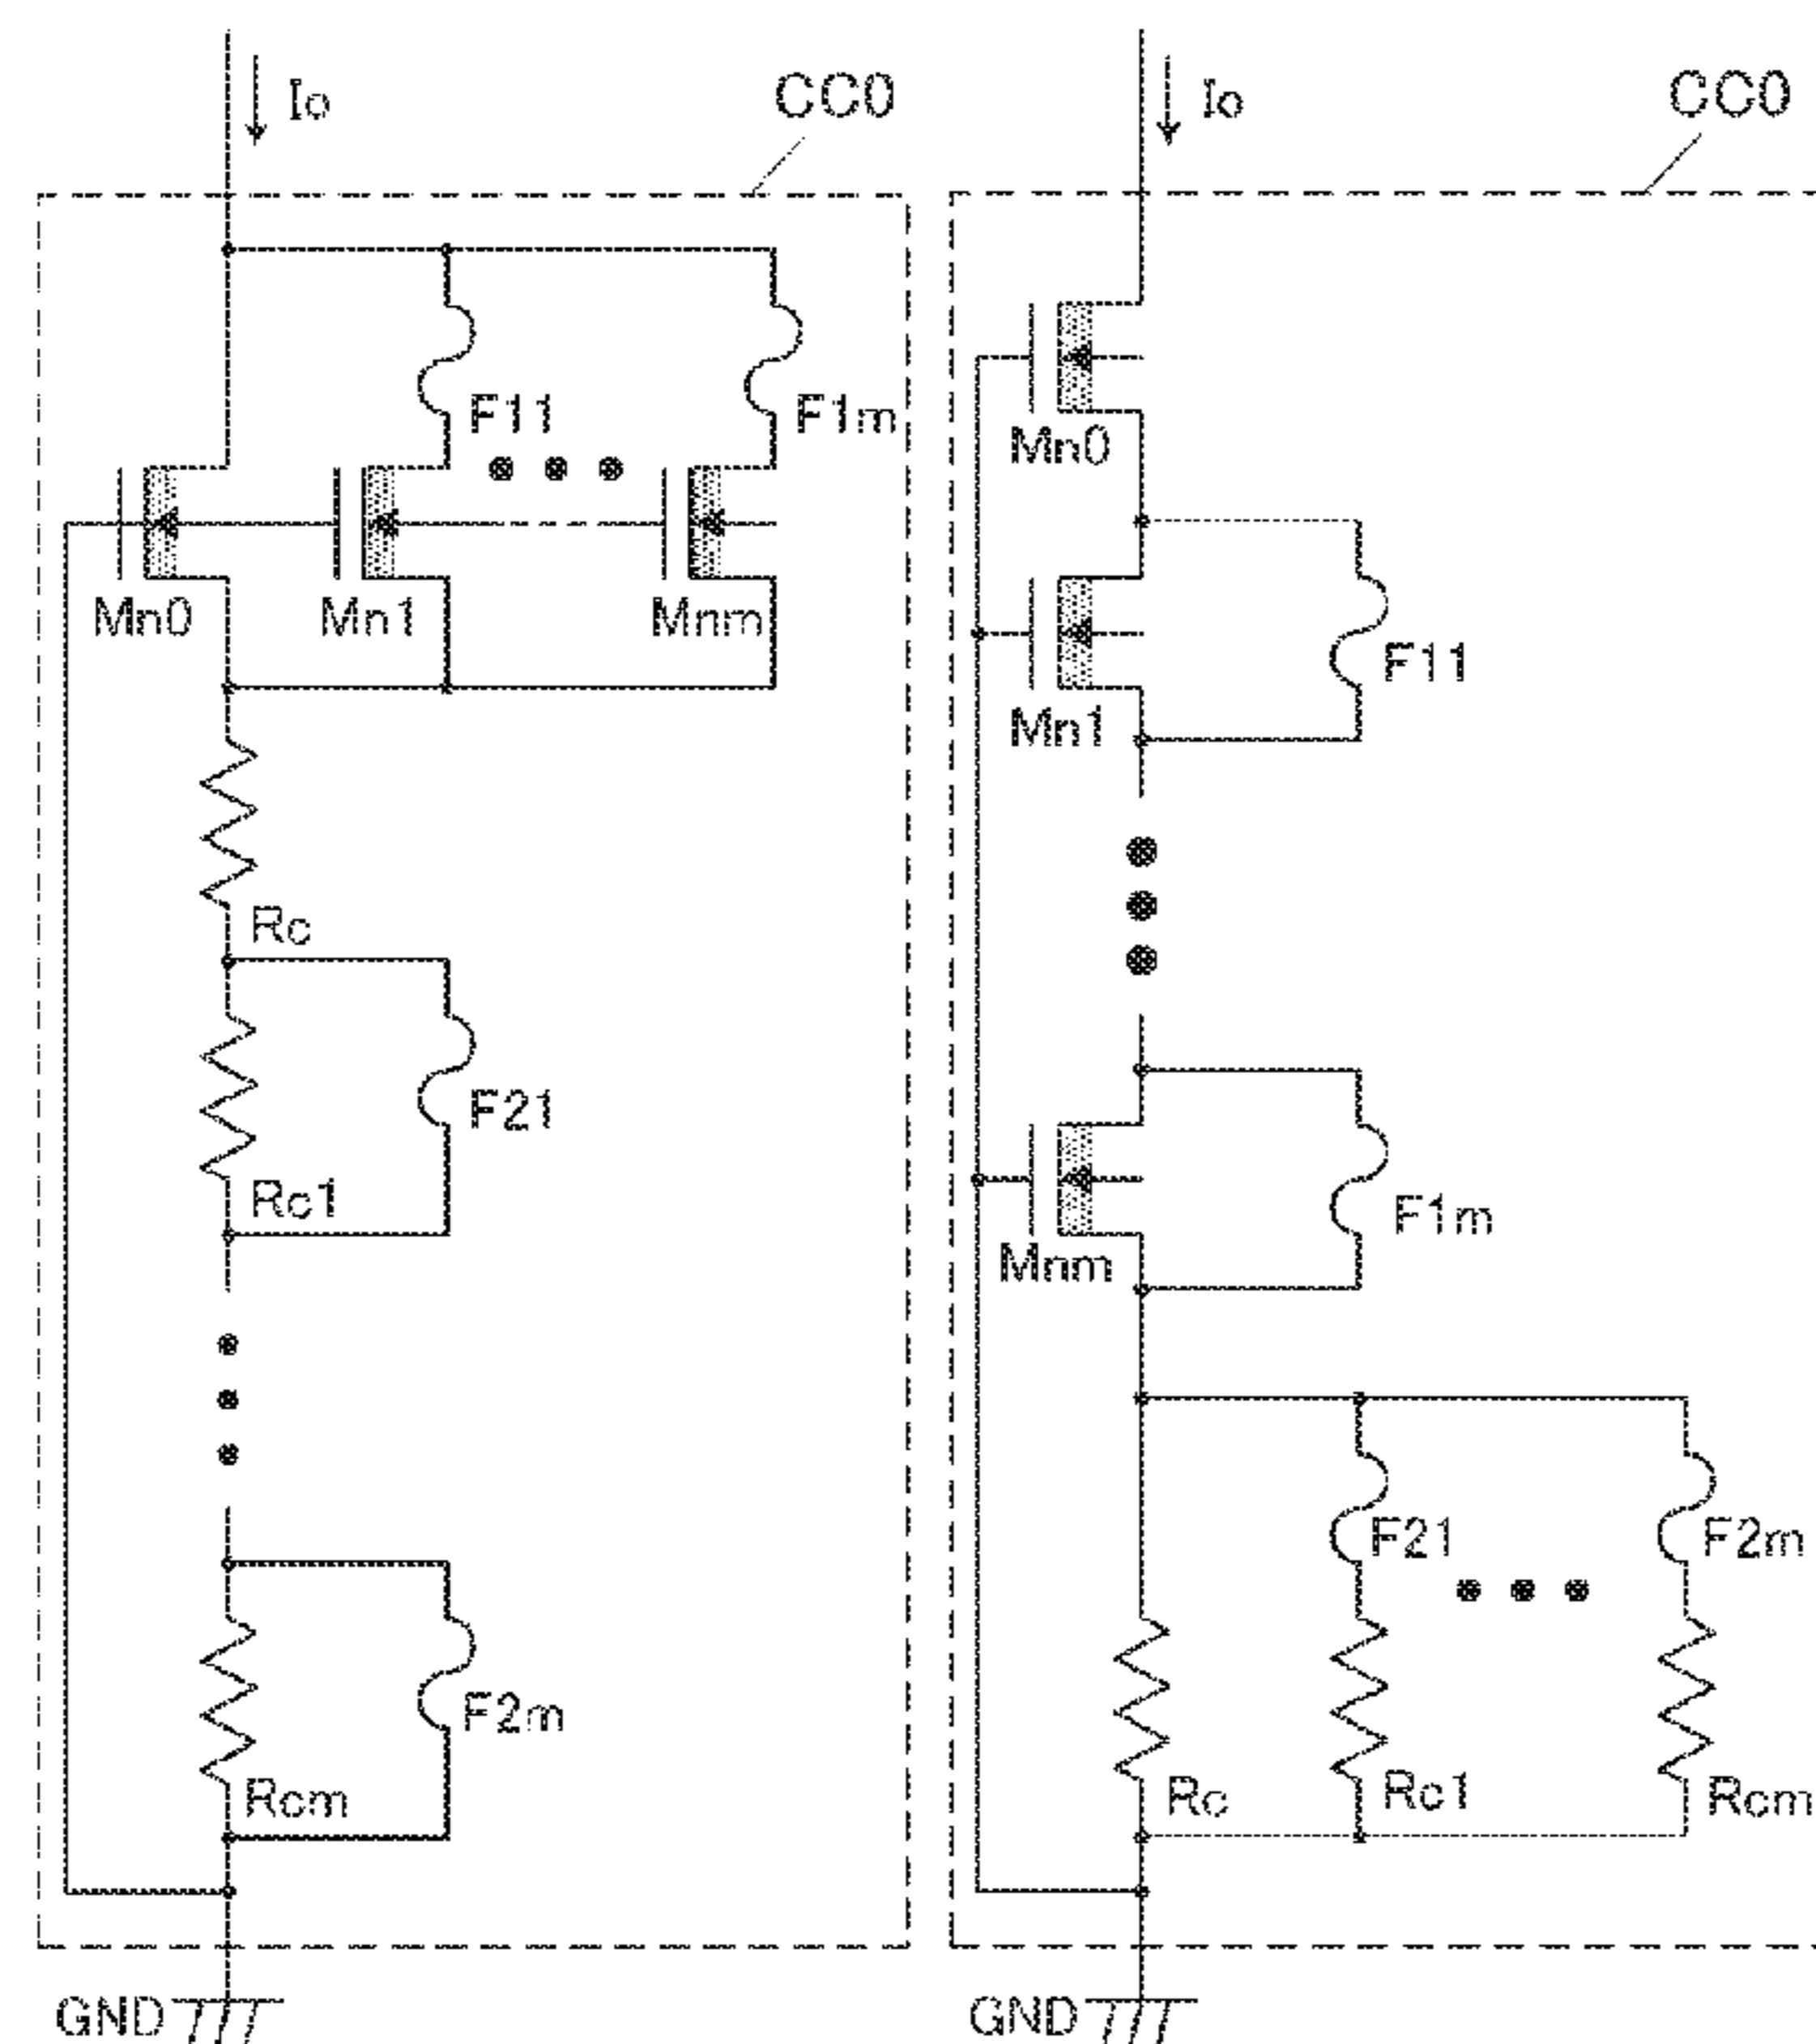 Io
CC0
F11
F1m
Mn0
Mn1
Mnm
Rc
F21
Rc1
F2m
Rcm
GND
Io
CC0
Mn0
F11
Mn1
F1m
Mnm
F21
F2m
Rc
Rc1
Rcm
GND